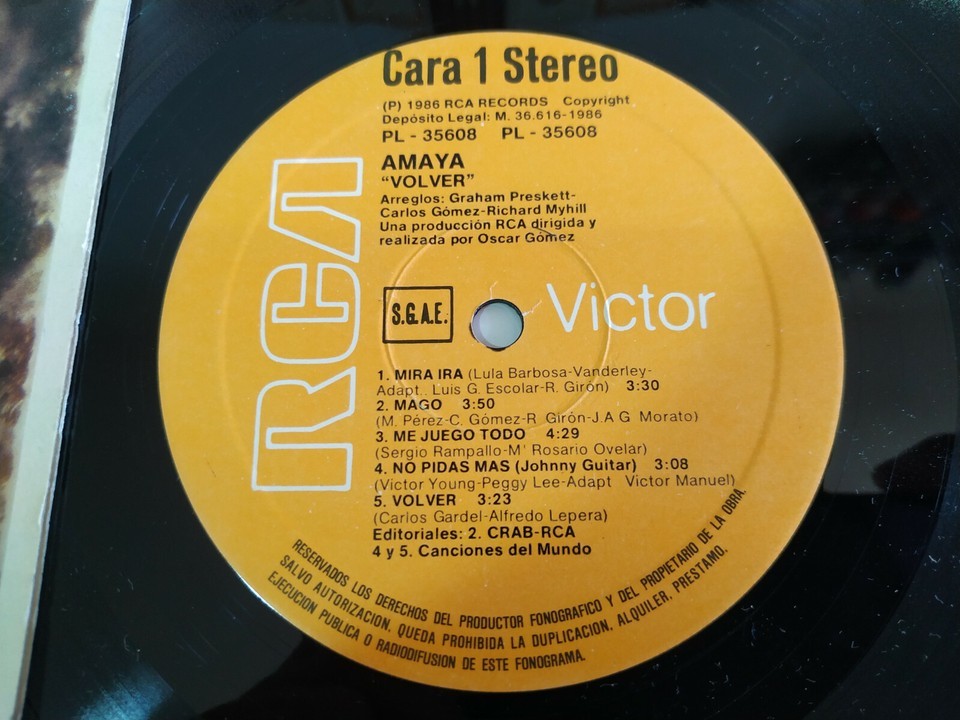 Cara 1 Stereo
(P) 1986 RCA RECORDS Copyright
Depósito Legal: M. 36.616-1986
PL - 35608 PL - 35608
AMAYA
"VOLVER"
Arreglos: Graham Preskett-
Carlos Gómez-Richard Myhill
Una producción RCA dirigida y
realizada por Oscar Gómez
RCA
S.G.A.E.
Victor
1. MIRA IRA (Lula Barbosa-Vanderley-
Adapt.. Luis G. Escolar-R. Girón) 3:30
2. MAGO 3:50
(M. Pérez-C. Gómez-R Girón-J.A G Morato)
3. ME JUEGO TODO 4:29
(Sergio Rampallo-Mª Rosario Ovelar)
4. NO PIDAS MAS (Johnny Guitar) 3:08
(Victor Young-Peggy Lee-Adapt Victor Manuel)
5. VOLVER 3:23
(Carlos Gardel-Alfredo Lepera)
Editoriales: 2. CRAB-RCA
4 y 5. Canciones del Mundo
RESERVADOS LOS DERECHOS DEL PRODUCTOR FONOGRAFICO Y DEL PROPIETARIO DE LA OBRA.
SALVO AUTORIZACION, QUEDA PROHIBIDA LA DUPLICACION, ALQUILER, PRESTAMO,
EJECUCION PUBLICA O RADIODIFUSION DE ESTE FONOGRAMA.